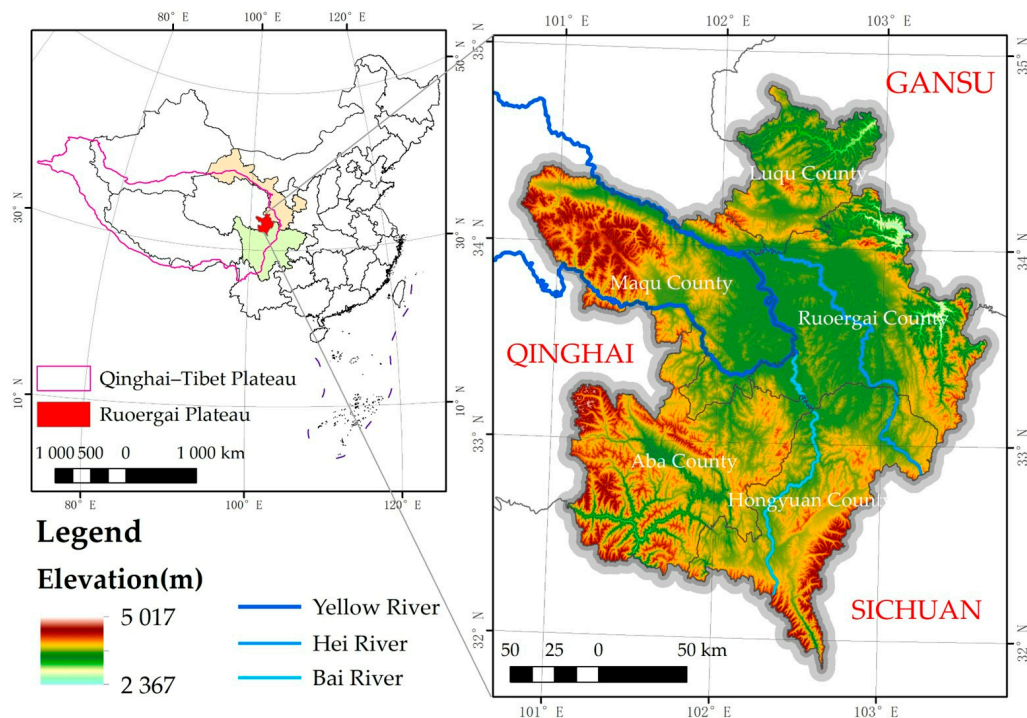 80° E
100° E
120° E
50° N
30° N
30° N
10° N
10° N
Qinghai–Tibet Plateau
Ruoergai Plateau
1 000 500 0 1 000 km
80° E
100° E
120° E
Legend
Elevation(m)
5 017
2 367
Yellow River
Hei River
Bai River
101° E
102° E
103° E
35° N
35° N
GANSU
Luqu County
34° N
34° N
Maqu County
Ruoergai County
QINGHAI
33° N
33° N
Aba County
Hongyuan County
SICHUAN
32° N
32° N
50 25 0 50 km
101° E
102° E
103° E